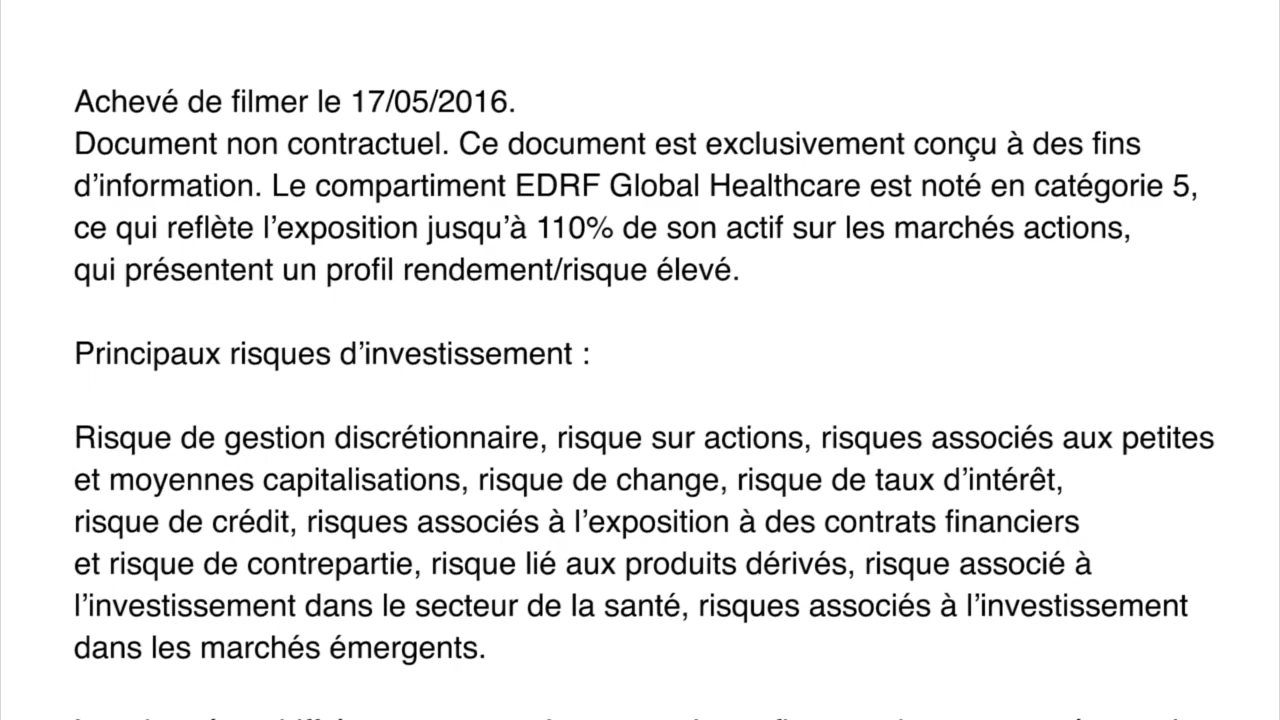 Achevé de filmer le 17/05/2016.
Document non contractuel. Ce document est exclusivement conçu à des fins
d’information. Le compartiment EDRF Global Healthcare est noté en catégorie 5,
ce qui reflète l’exposition jusqu’à 110% de son actif sur les marchés actions,
qui présentent un profil rendement/risque élevé.
Principaux risques d’investissement :
Risque de gestion discrétionnaire, risque sur actions, risques associés aux petites
et moyennes capitalisations, risque de change, risque de taux d’intérêt,
risque de crédit, risques associés à l’exposition à des contrats financiers
et risque de contrepartie, risque lié aux produits dérivés, risque associé à
l’investissement dans le secteur de la santé, risques associés à l’investissement
dans les marchés émergents.